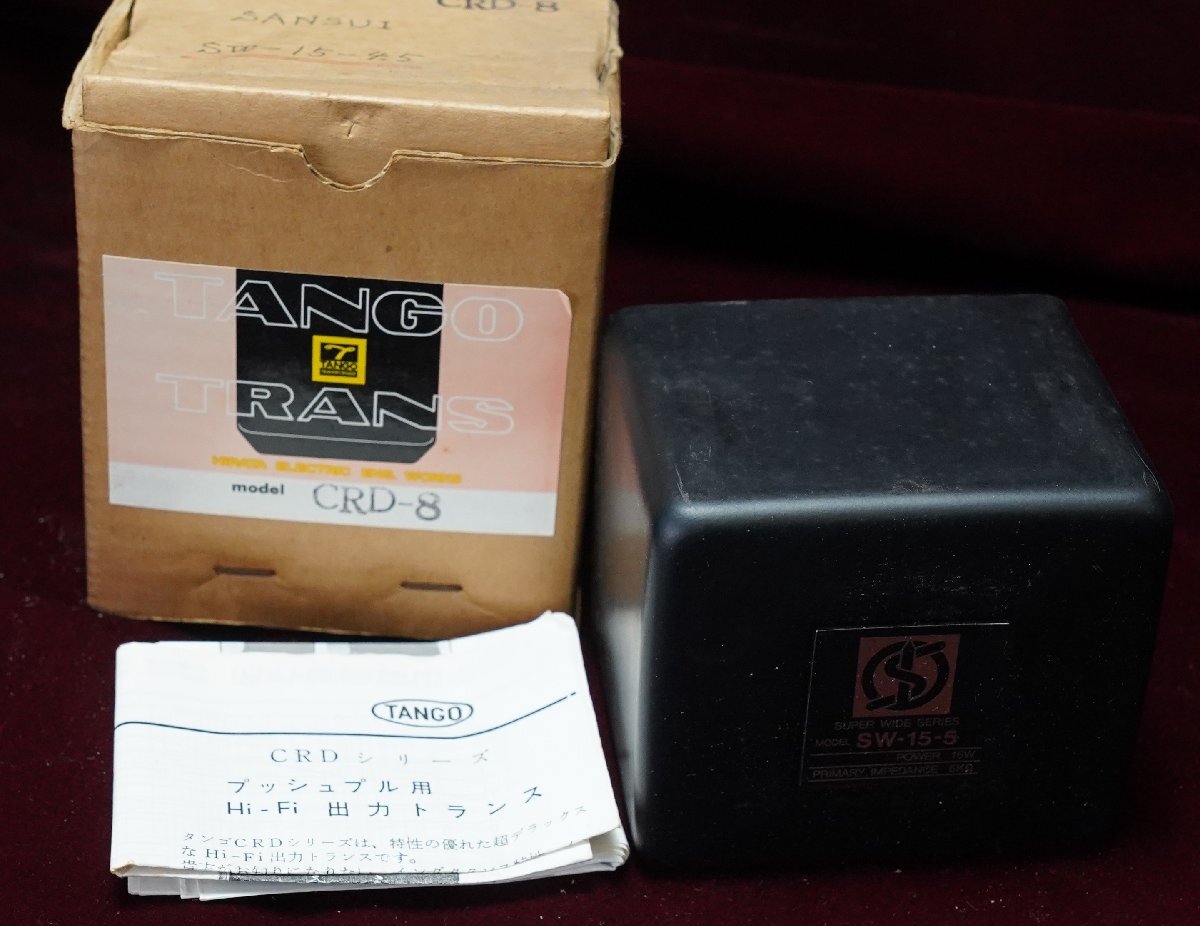 CRD-8
SANSUI
SW-15-
TANGO
TANGO
TRANS
HIRATA ELECTRIC ENG. WORKS
model CRD-8
TANGO
CRDシリーズ
プッシュプル用
Hi-Fi 出力トランス
タンゴCRDシリーズは、特性の優れた超デラックス
なHi-Fi出力トランスです。
SUPER WIDE SERIES
MODEL SW-15-5
POWER 15W
PRIMARY IMPEDANCE